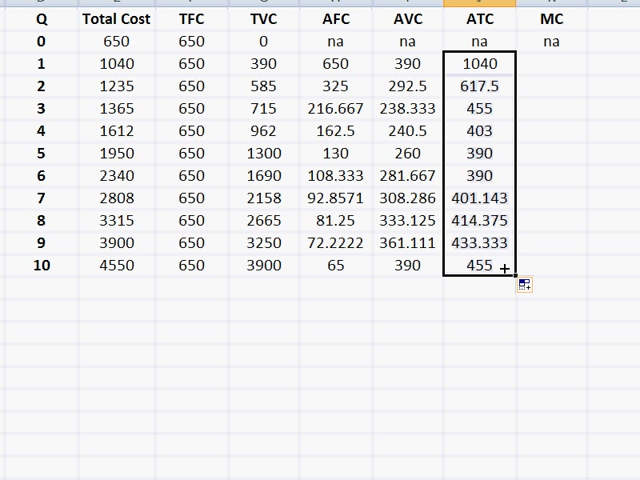 Q Total Cost TFC TVC AFC AVC ATC MC
0 650 650 0 na na na na
1 1040 650 390 650 390 1040
2 1235 650 585 325 292.5 617.5
3 1365 650 715 216.667 238.333 455
4 1612 650 962 162.5 240.5 403
5 1950 650 1300 130 260 390
6 2340 650 1690 108.333 281.667 390
7 2808 650 2158 92.8571 308.286 401.143
8 3315 650 2665 81.25 333.125 414.375
9 3900 650 3250 72.2222 361.111 433.333
10 4550 650 3900 65 390 455